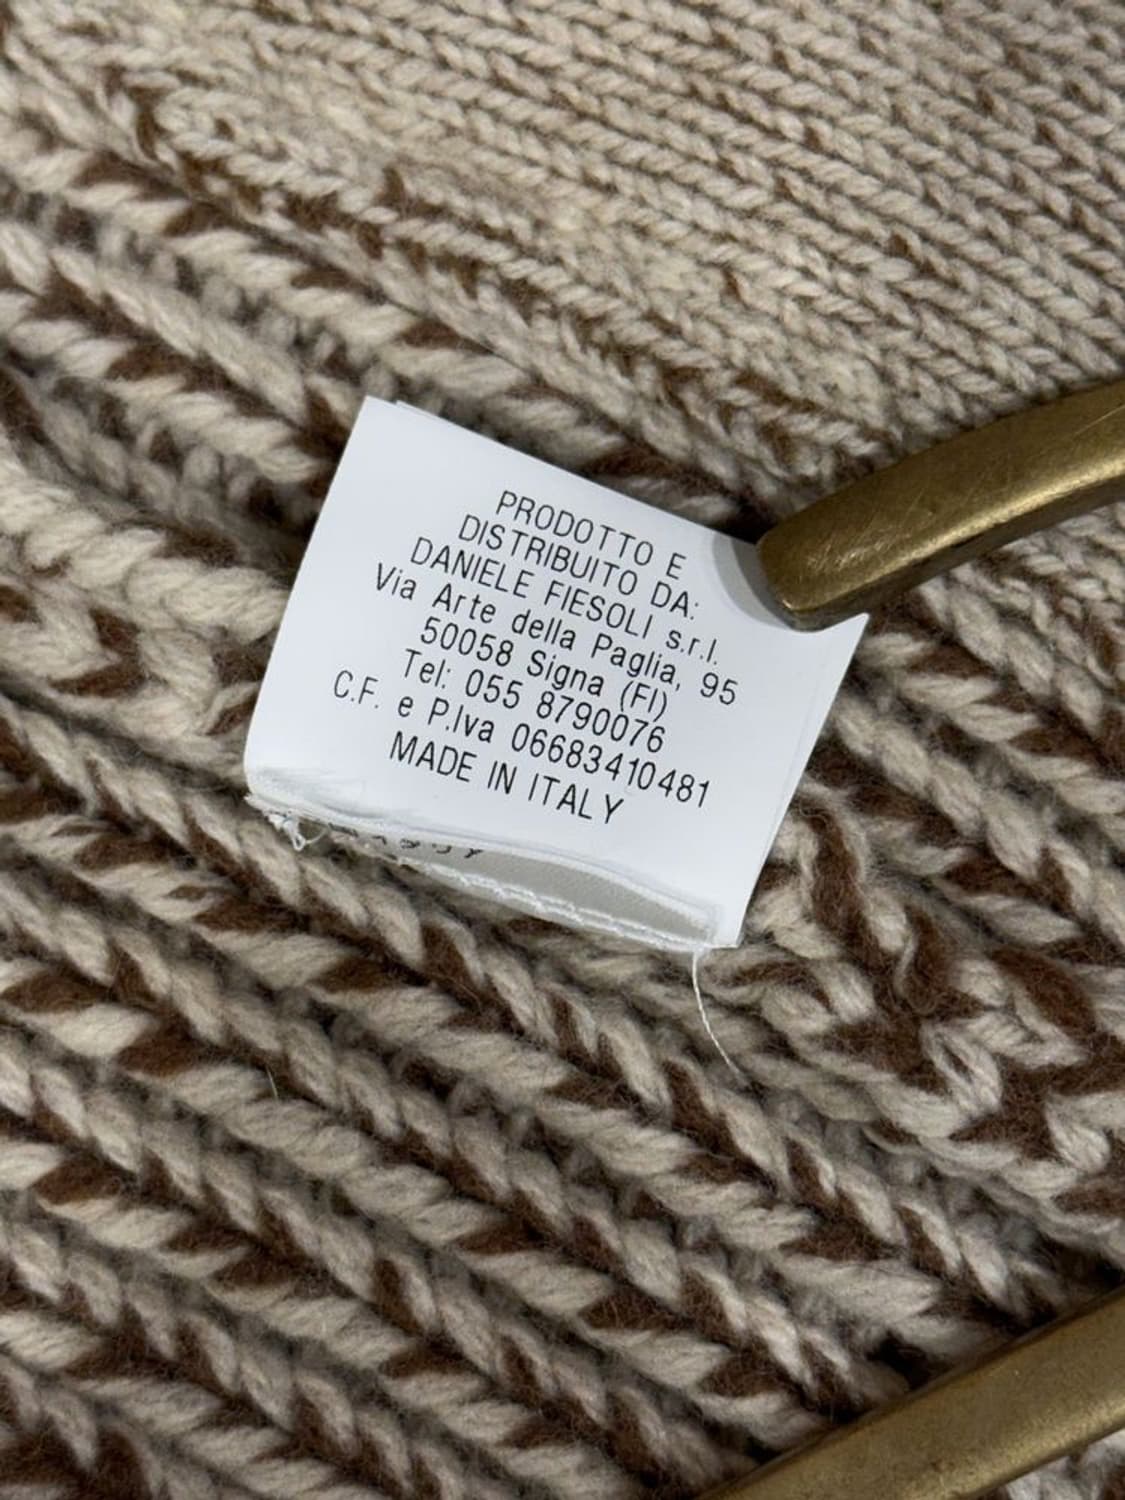 PRODOTTO E
DISTRIBUITO DA:
DANIELE FIESOLI s.r.l.
Via Arte della Paglia, 95
50058 Signa (FI)
Tel: 055 8790076
C.F. e P.Iva 06683410481
MADE IN ITALY